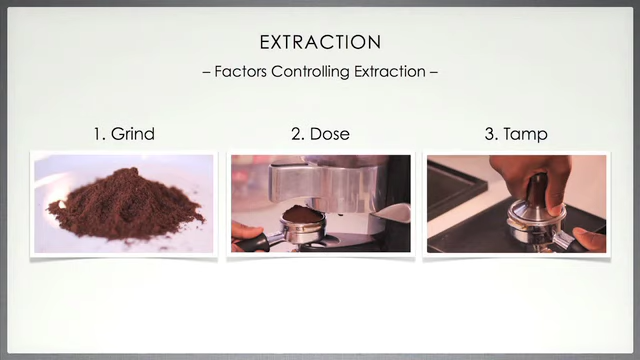 EXTRACTION
– Factors Controlling Extraction –
1. Grind
2. Dose
3. Tamp